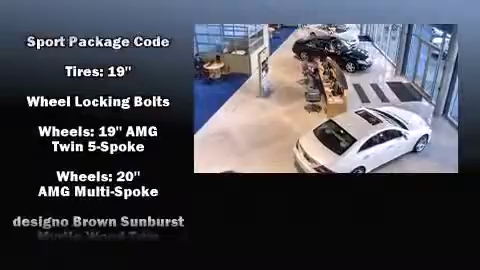 Sport Package Code
Tires: 19"
Wheel Locking Bolts
Wheels: 19" AMG
Twin 5-Spoke
Wheels: 20"
AMG Multi-Spoke
designo Brown Sunburst